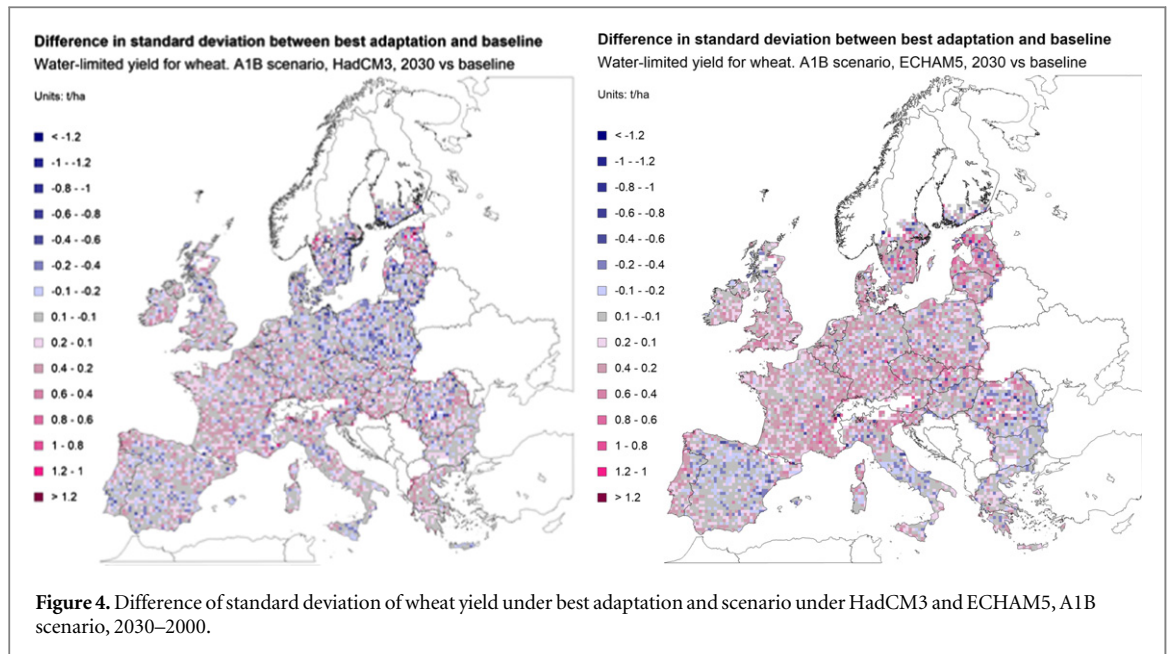 Difference in standard deviation between best adaptation and baseline
Water-limited yield for wheat. A1B scenario, HadCM3, 2030 vs baseline
Units: t/ha
< -1.2
-1 - -1.2
-0.8 - -1
-0.6 - -0.8
-0.4 - -0.6
-0.2 - -0.4
-0.1 - -0.2
0.1 - -0.1
0.2 - 0.1
0.4 - 0.2
0.6 - 0.4
0.8 - 0.6
1 - 0.8
1.2 - 1
> 1.2
Difference in standard deviation between best adaptation and baseline
Water-limited yield for wheat. A1B scenario, ECHAM5, 2030 vs baseline
Units: t/ha
< -1.2
-1 - -1.2
-0.8 - -1
-0.6 - -0.8
-0.4 - -0.6
-0.2 - -0.4
-0.1 - -0.2
0.1 - -0.1
0.2 - 0.1
0.4 - 0.2
0.6 - 0.4
0.8 - 0.6
1 - 0.8
1.2 - 1
> 1.2
Figure 4. Difference of standard deviation of wheat yield under best adaptation and scenario under HadCM3 and ECHAM5, A1B
scenario, 2030–2000.